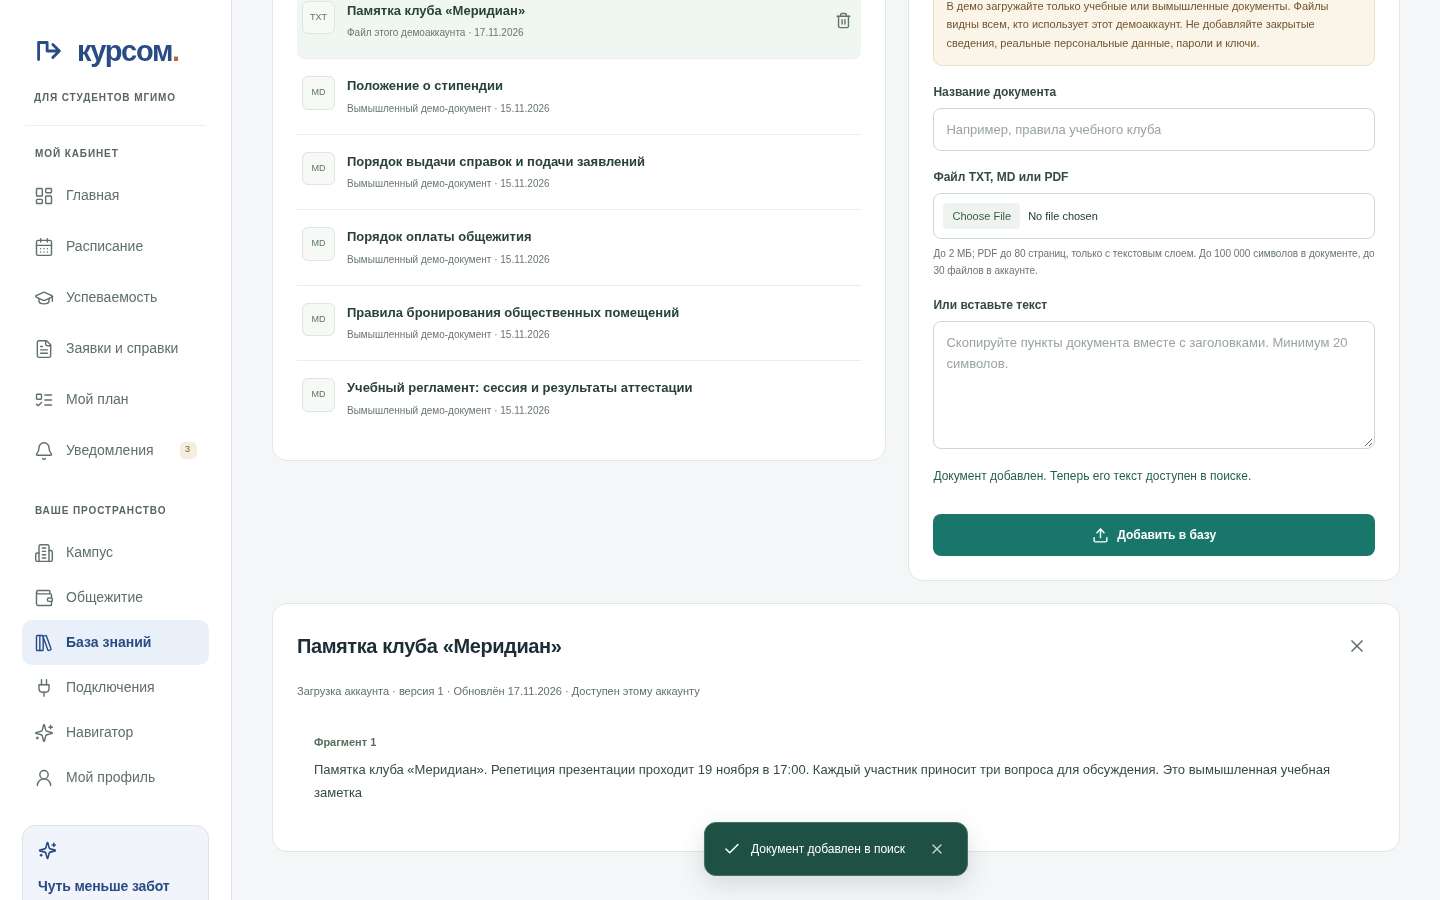 курсом.
ДЛЯ СТУДЕНТОВ МГИМО
МОЙ КАБИНЕТ
Главная
Расписание
Успеваемость
Заявки и справки
Мой план
Уведомления 3
ВАШЕ ПРОСТРАНСТВО
Кампус
Общежитие
База знаний
Подключения
Навигатор
Мой профиль
Чуть меньше забот
TXT
Памятка клуба «Меридиан»
Файл этого демоаккаунта · 17.11.2026
MD
Положение о стипендии
Вымышленный демо-документ · 15.11.2026
MD
Порядок выдачи справок и подачи заявлений
Вымышленный демо-документ · 15.11.2026
MD
Порядок оплаты общежития
Вымышленный демо-документ · 15.11.2026
MD
Правила бронирования общественных помещений
Вымышленный демо-документ · 15.11.2026
MD
Учебный регламент: сессия и результаты аттестации
Вымышленный демо-документ · 15.11.2026
В демо загружайте только учебные или вымышленные документы. Файлы
видны всем, кто использует этот демоаккаунт. Не добавляйте закрытые
сведения, реальные персональные данные, пароли и ключи.
Название документа
Например, правила учебного клуба
Файл TXT, MD или PDF
Choose File No file chosen
До 2 МБ; PDF до 80 страниц, только с текстовым слоем. До 100 000 символов в документе, до
30 файлов в аккаунте.
Или вставьте текст
Скопируйте пункты документа вместе с заголовками. Минимум 20
символов.
Документ добавлен. Теперь его текст доступен в поиске.
Добавить в базу
Памятка клуба «Меридиан»
Загрузка аккаунта · версия 1 · Обновлён 17.11.2026 · Доступен этому аккаунту
Фрагмент 1
Памятка клуба «Меридиан». Репетиция презентации проходит 19 ноября в 17:00. Каждый участник приносит три вопроса для обсуждения. Это вымышленная учебная
заметка
Документ добавлен в поиск